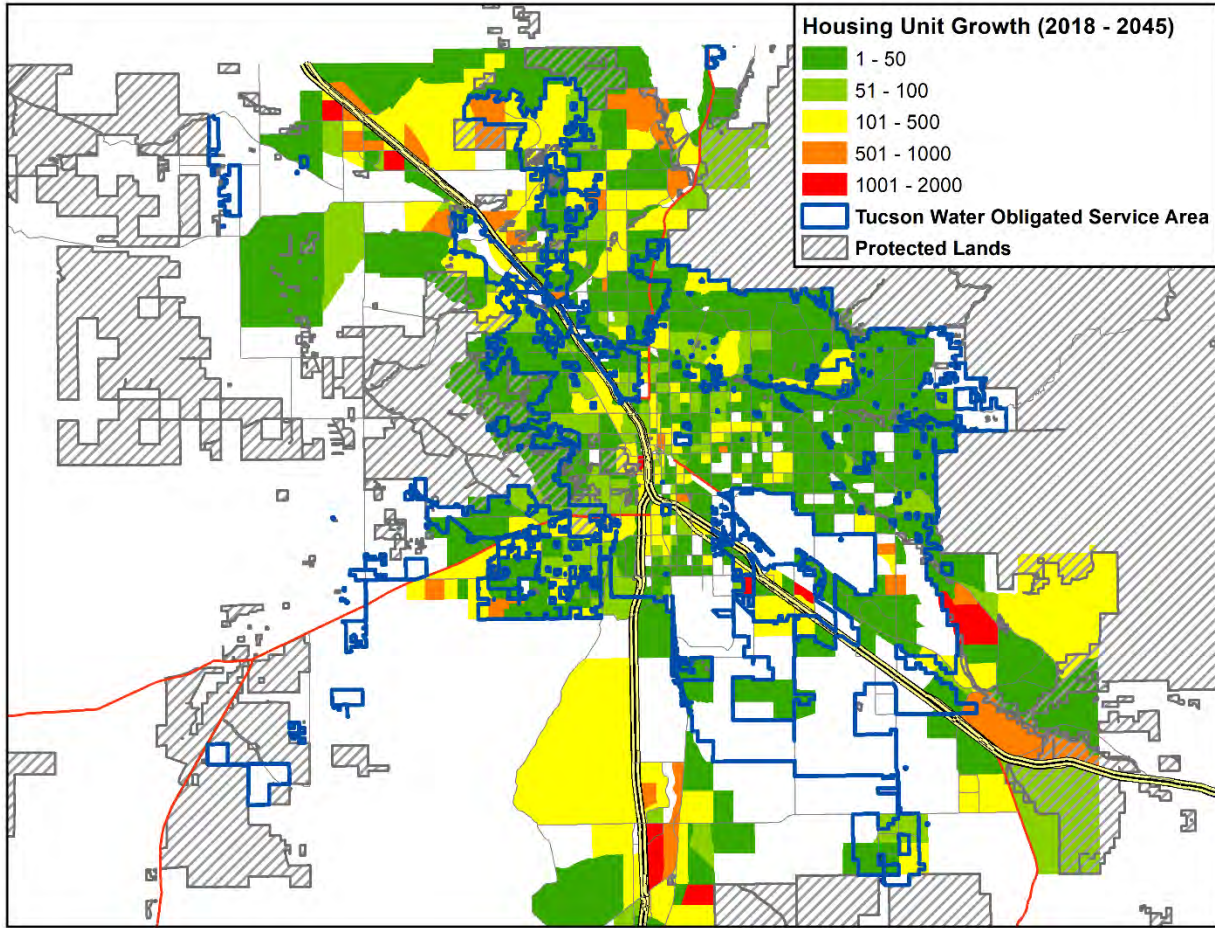 Housing Unit Growth (2018 - 2045)
1 - 50
51 - 100
101 - 500
501 - 1000
1001 - 2000
Tucson Water Obligated Service Area
Protected Lands